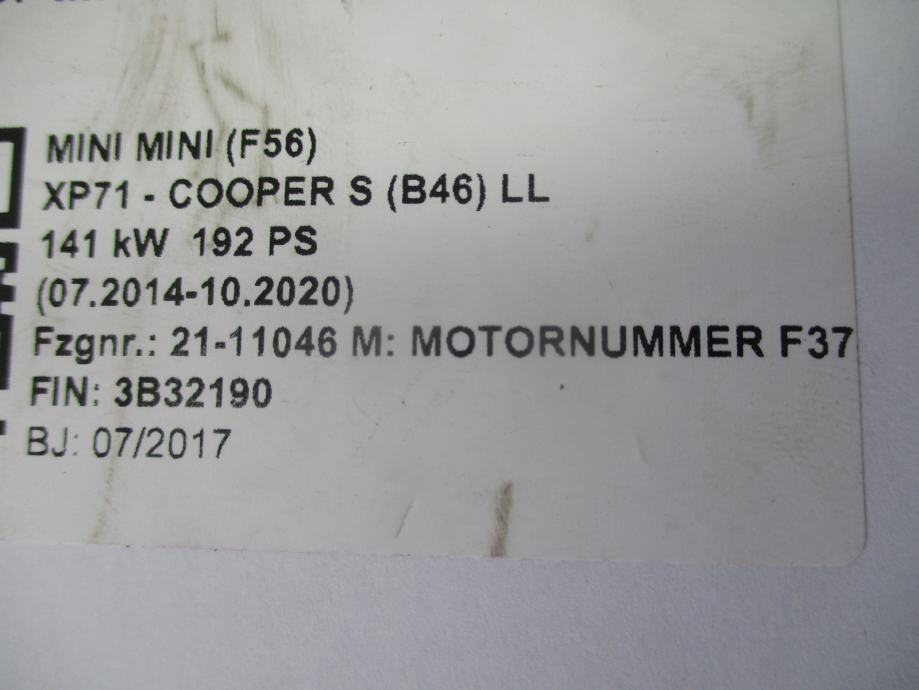 MINI MINI (F56)
XP71 - COOPER S (B46) LL
141 kW 192 PS
(07.2014-10.2020)
Fzgnr.: 21-11046 M: MOTORNUMMER F37
FIN: 3B32190
BJ: 07/2017